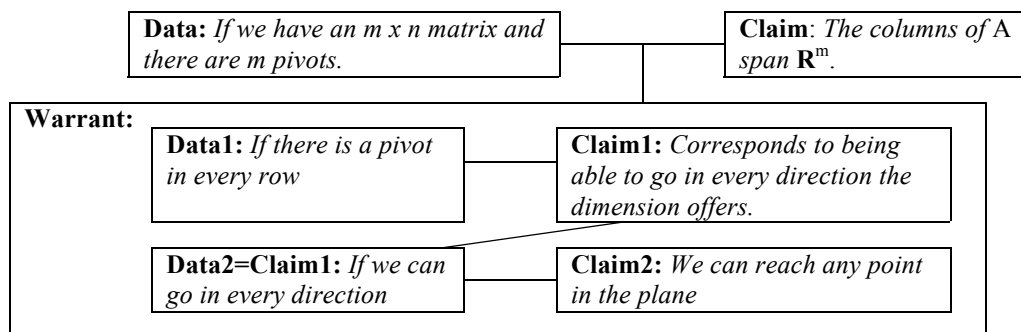 Data: If we have an m x n matrix and
there are m pivots.
Claim: The columns of A
span R^m.
Warrant:
Data1: If there is a pivot
in every row
Claim1: Corresponds to being
able to go in every direction the
dimension offers.
Data2=Claim1: If we can
go in every direction
Claim2: We can reach any point
in the plane